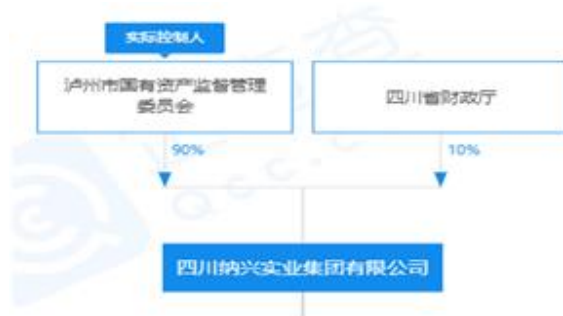 实际控制人
泸州市国有资产监督管理
委员会
四川省财政厅
90%
10%
四川纳兴实业集团有限公司